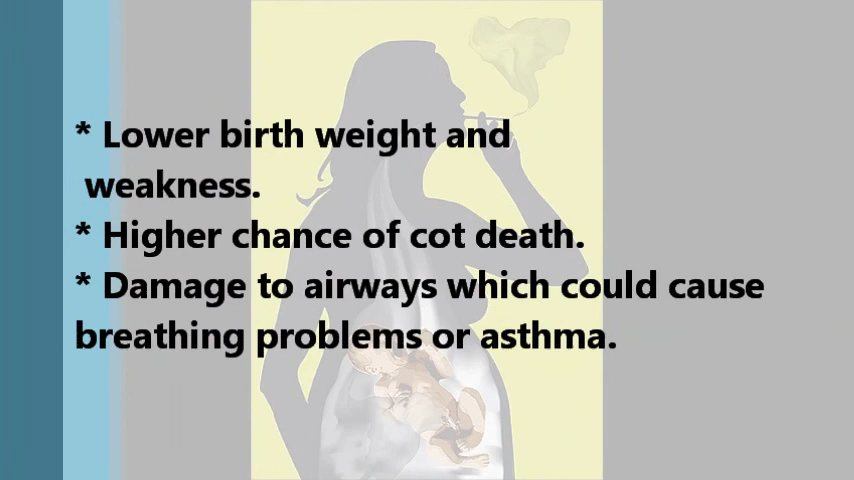 * Lower birth weight and
weakness.
* Higher chance of cot death.
* Damage to airways which could cause
breathing problems or asthma.